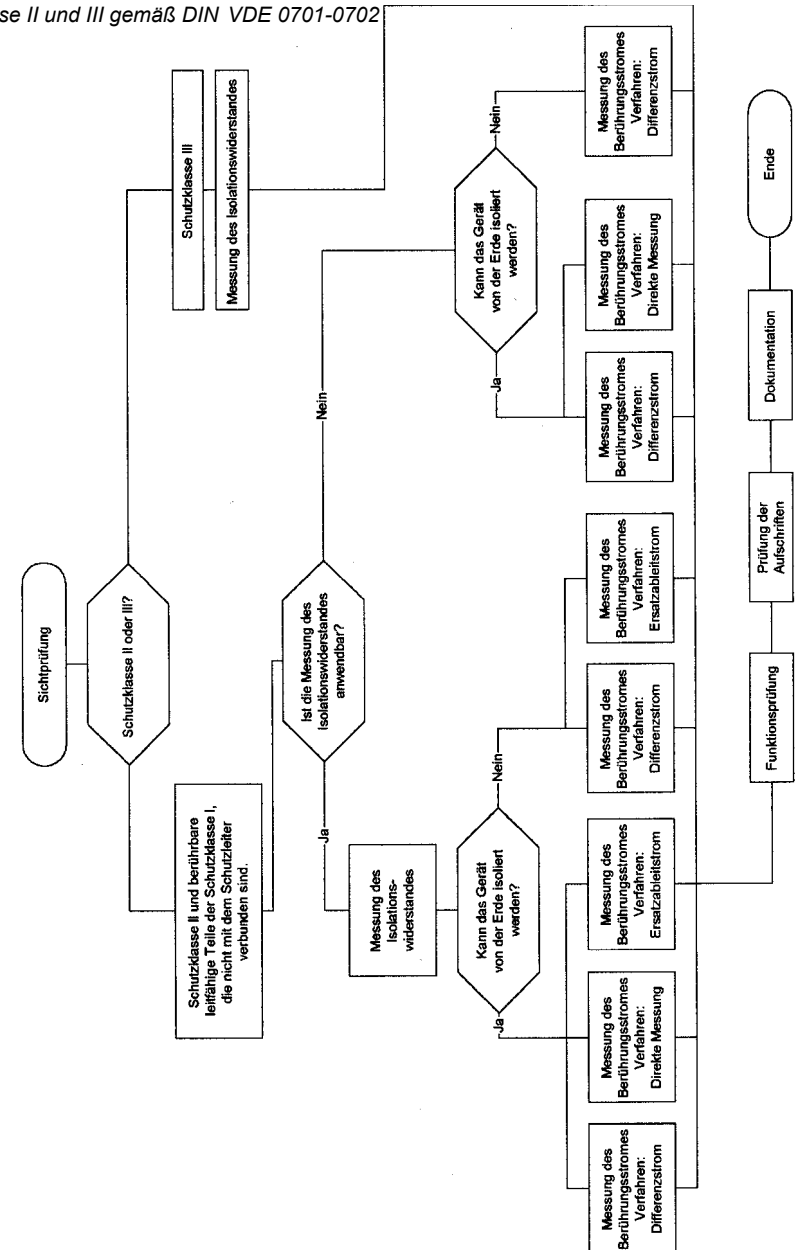 se II und III gemäß DIN VDE 0701-0702
Sichtprüfung
Schutzklasse II oder III?
Schutzklasse II und berührbare
leitfähige Teile der Schutzklasse I,
die nicht mit dem Schutzleiter
verbunden sind.
Schutzklasse III
Messung des Isolationswiderstandes
Ist die Messung des
Isolationswiderstandes
anwendbar?
Ja
Nein
Messung des
Isolations-
widerstandes
Kann das Gerät
von der Erde isoliert
werden?
Ja
Nein
Kann das Gerät
von der Erde isoliert
werden?
Ja
Nein
Messung des
Berührungsstromes
Verfahren:
Differenzstrom
Messung des
Berührungsstromes
Verfahren:
Direkte Messung
Messung des
Berührungsstromes
Verfahren:
Ersatzableitstrom
Messung des
Berührungsstromes
Verfahren:
Differenzstrom
Messung des
Berührungsstromes
Verfahren:
Ersatzableitstrom
Messung des
Berührungsstromes
Verfahren:
Differenzstrom
Messung des
Berührungsstromes
Verfahren:
Direkte Messung
Messung des
Berührungsstromes
Verfahren:
Differenzstrom
Funktionsprüfung
Prüfung der
Aufschriften
Dokumentation
Ende